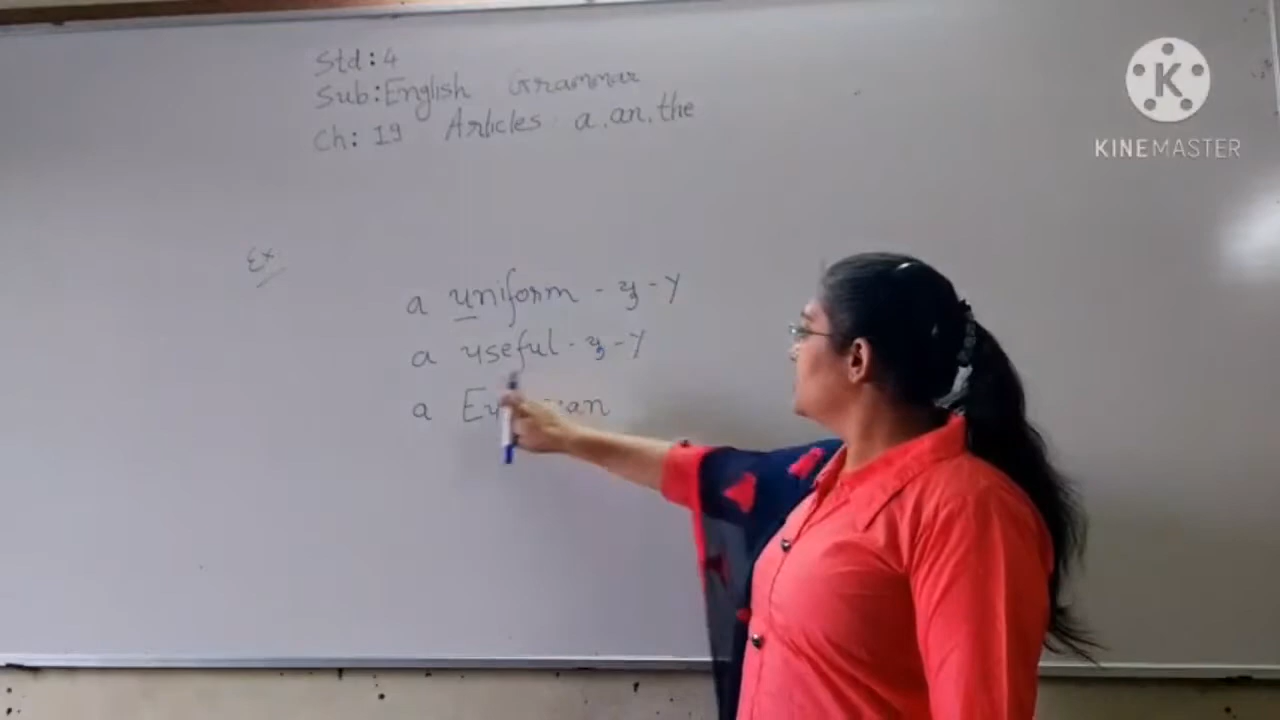 Std: 4
Sub: English Grammar
Ch: 19 Articles: a, an, the
Ex.
a uniform - યુ - Y
a useful - યુ - Y
a
KINEMASTER